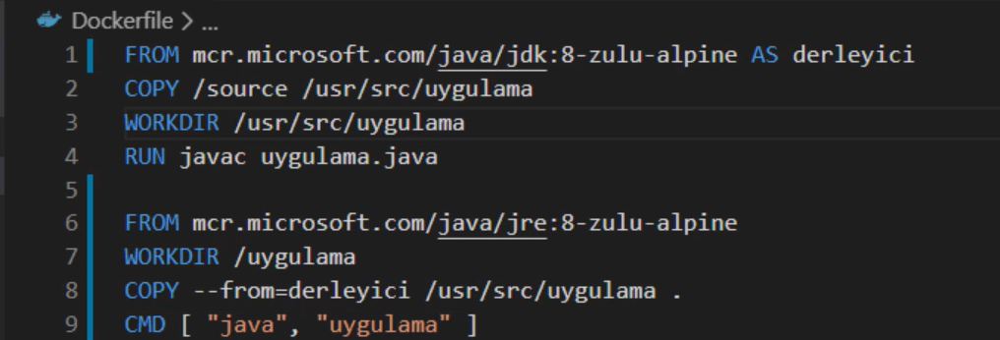 Dockerfile > ...
1 FROM mcr.microsoft.com/java/jdk:8-zulu-alpine AS derleyici
2 COPY /source /usr/src/uygulama
3 WORKDIR /usr/src/uygulama
4 RUN javac uygulama.java
5
6 FROM mcr.microsoft.com/java/jre:8-zulu-alpine
7 WORKDIR /uygulama
8 COPY --from=derleyici /usr/src/uygulama .
9 CMD [ "java", "uygulama" ]